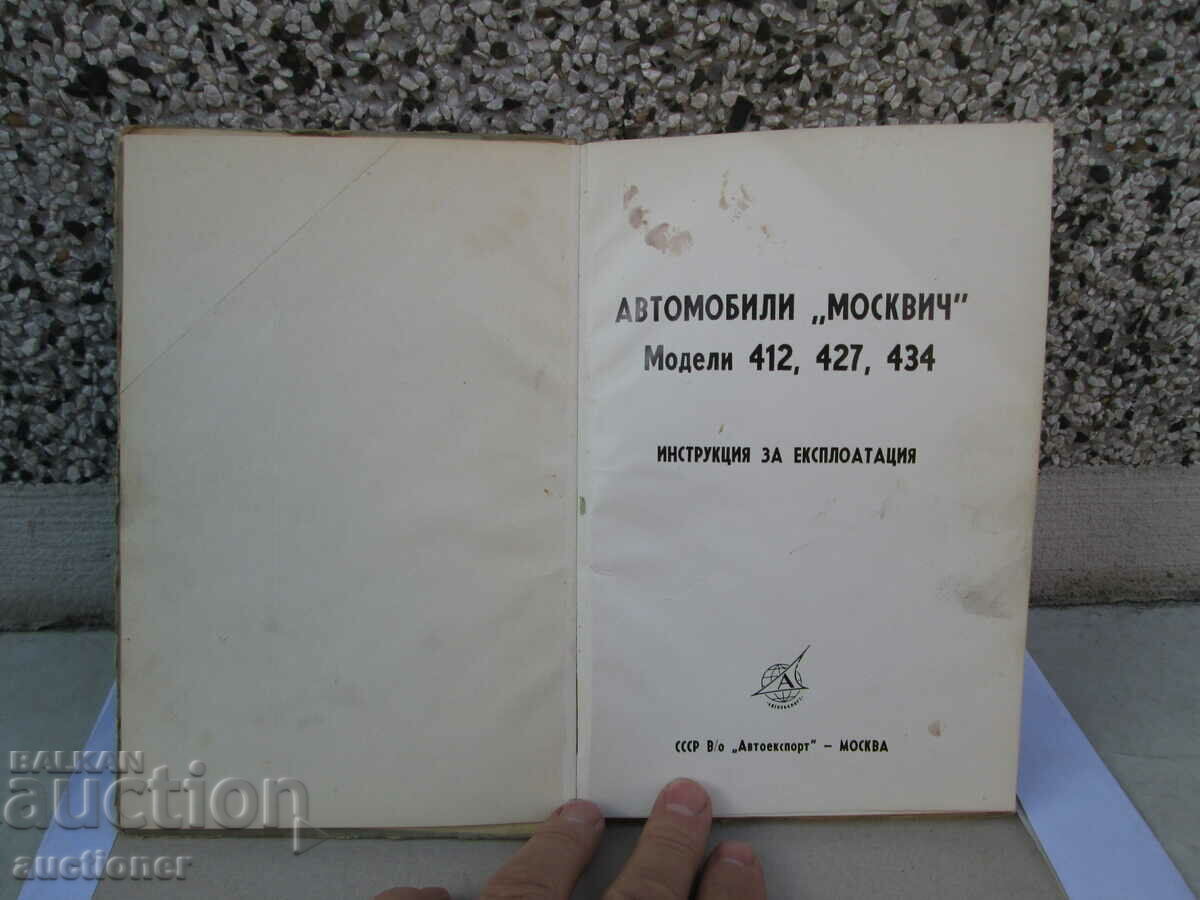 АВТОМОБИЛИ „МОСКВИЧ"
Модели 412, 427, 434
ИНСТРУКЦИЯ ЗА ЕКСПЛОАТАЦИЯ
А
СССР В/о „Автоекспорт" – МОСКВА
BALKAN
auction
auctioner